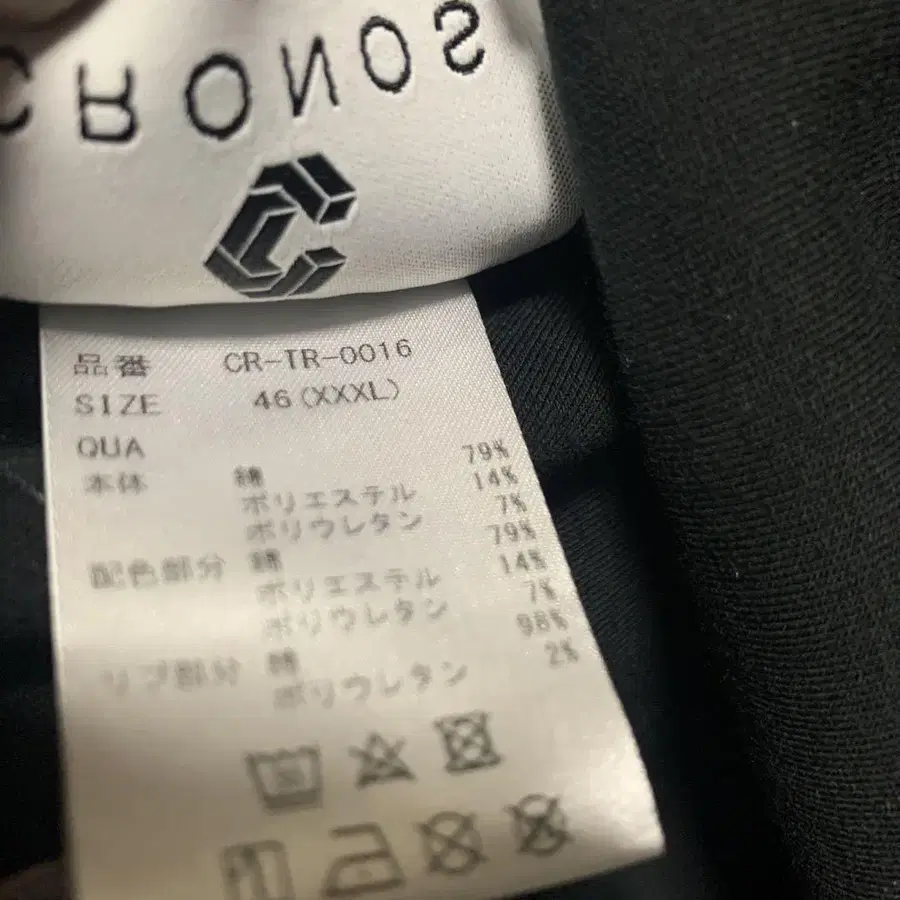 CRONOS
品番 CR-TR-0016
SIZE 46(XXXL)
QUA
本体 綿 79%
ポリエステル 14%
ポリウレタン 7%
配色部分 綿 79%
ポリエステル 14%
ポリウレタン 7%
リブ部分 綿 98%
ポリウレタン 2%